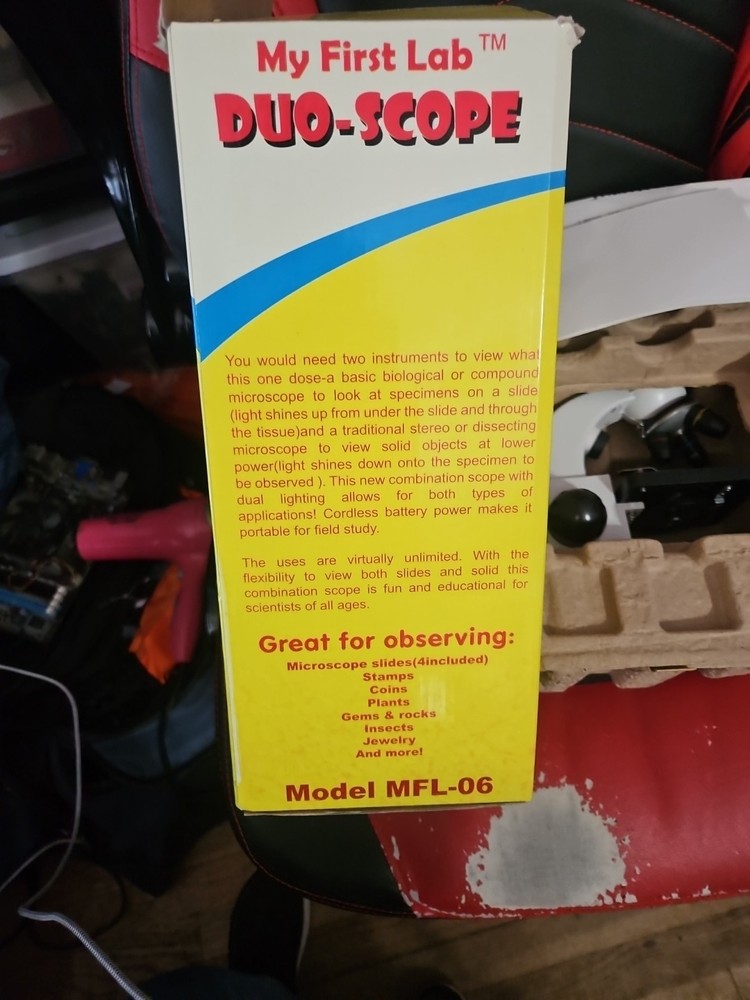 My First Lab TM
DUO-SCOPE
You would need two instruments to view what
this one dose-a basic biological or compound
microscope to look at specimens on a slide
(light shines up from under the slide and through
the tissue)and a traditional stereo or dissecting
microscope to view solid objects at lower
power(light shines down onto the specimen to
be observed ). This new combination scope with
dual lighting allows for both types of
applications! Cordless battery power makes it
portable for field study.
The uses are virtually unlimited. With the
flexibility to view both slides and solid this
combination scope is fun and educational for
scientists of all ages.
Great for observing:
Microscope slides(4included)
Stamps
Coins
Plants
Gems & rocks
Insects
Jewelry
And more!
Model MFL-06